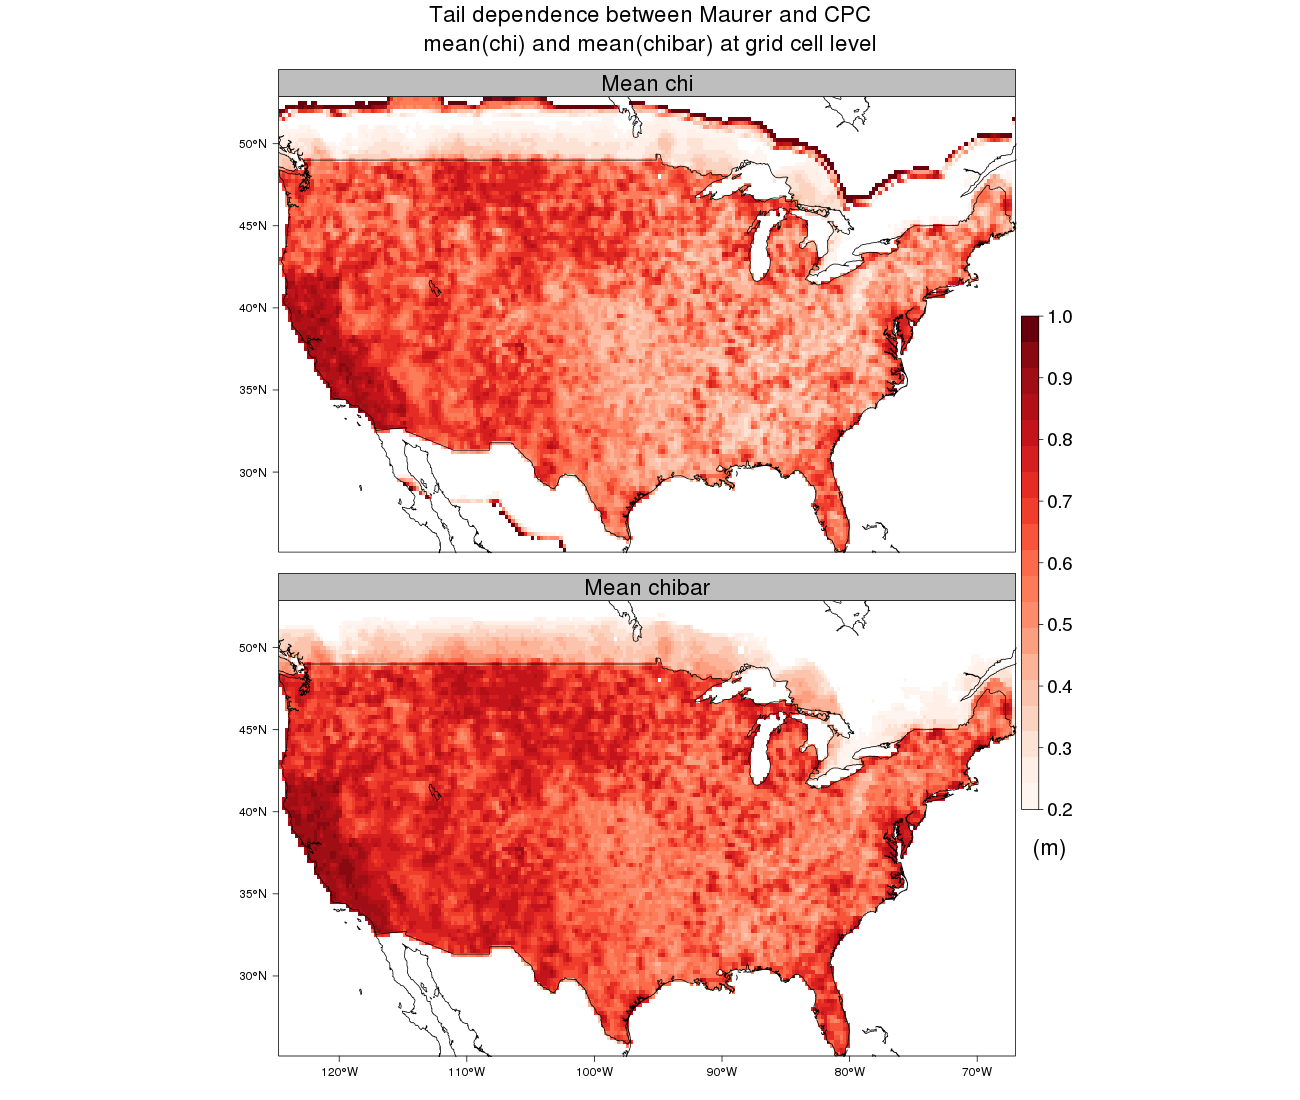 Tail dependence between Maurer and CPC
mean(chi) and mean(chibar) at grid cell level
Mean chi
50°N
45°N
40°N
35°N
30°N
1.0
0.9
0.8
0.7
0.6
0.5
0.4
0.3
0.2
(m)
Mean chibar
50°N
45°N
40°N
35°N
30°N
120°W 110°W 100°W 90°W 80°W 70°W